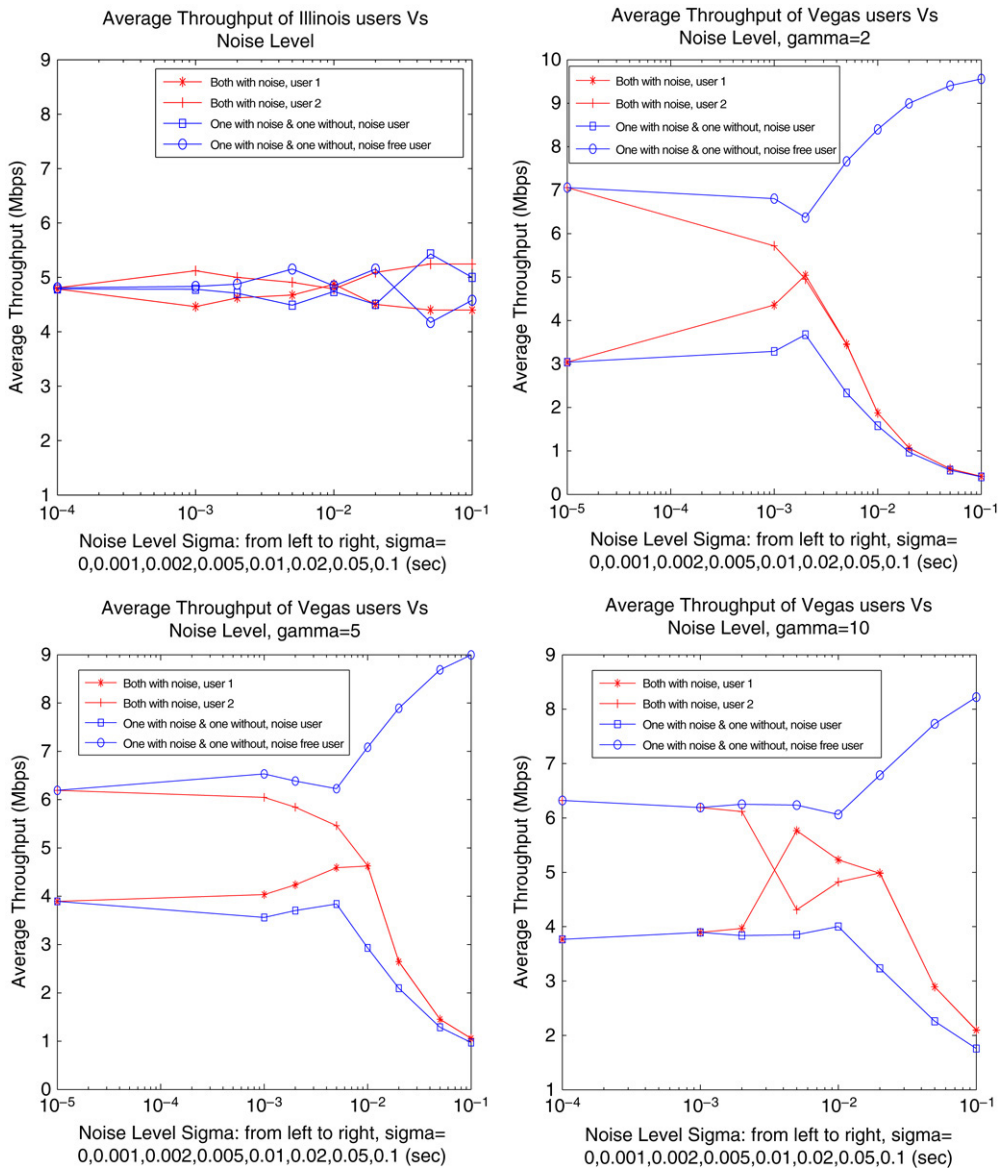 Average Throughput of Illinois users Vs
Noise Level
9
8
7
6
5
4
3
2
1
Average Throughput (Mbps)
Both with noise, user 1
Both with noise, user 2
One with noise & one without, noise user
One with noise & one without, noise free user
10−4
10−3
10−2
10−1
Noise Level Sigma: from left to right, sigma=
0,0.001,0.002,0.005,0.01,0.02,0.05,0.1 (sec)
Average Throughput of Vegas users Vs
Noise Level, gamma=2
10
9
8
7
6
5
4
3
2
1
0
Average Throughput (Mbps)
Both with noise, user 1
Both with noise, user 2
One with noise & one without, noise user
One with noise & one without, noise free user
10−5
10−4
10−3
10−2
10−1
Noise Level Sigma: from left to right, sigma=
0,0.001,0.002,0.005,0.01,0.02,0.05,0.1 (sec)
Average Throughput of Vegas users Vs
Noise Level, gamma=5
9
8
7
6
5
4
3
2
1
0
Average Throughput (Mbps)
Both with noise, user 1
Both with noise, user 2
One with noise & one without, noise user
One with noise & one without, noise free user
10−5
10−4
10−3
10−2
10−1
Noise Level Sigma: from left to right, sigma=
0,0.001,0.002,0.005,0.01,0.02,0.05,0.1 (sec)
Average Throughput of Vegas users Vs
Noise Level, gamma=10
9
8
7
6
5
4
3
2
1
Average Throughput (Mbps)
Both with noise, user 1
Both with noise, user 2
One with noise & one without, noise user
One with noise & one without, noise free user
10−4
10−3
10−2
10−1
Noise Level Sigma: from left to right, sigma=
0,0.001,0.002,0.005,0.01,0.02,0.05,0.1 (sec)